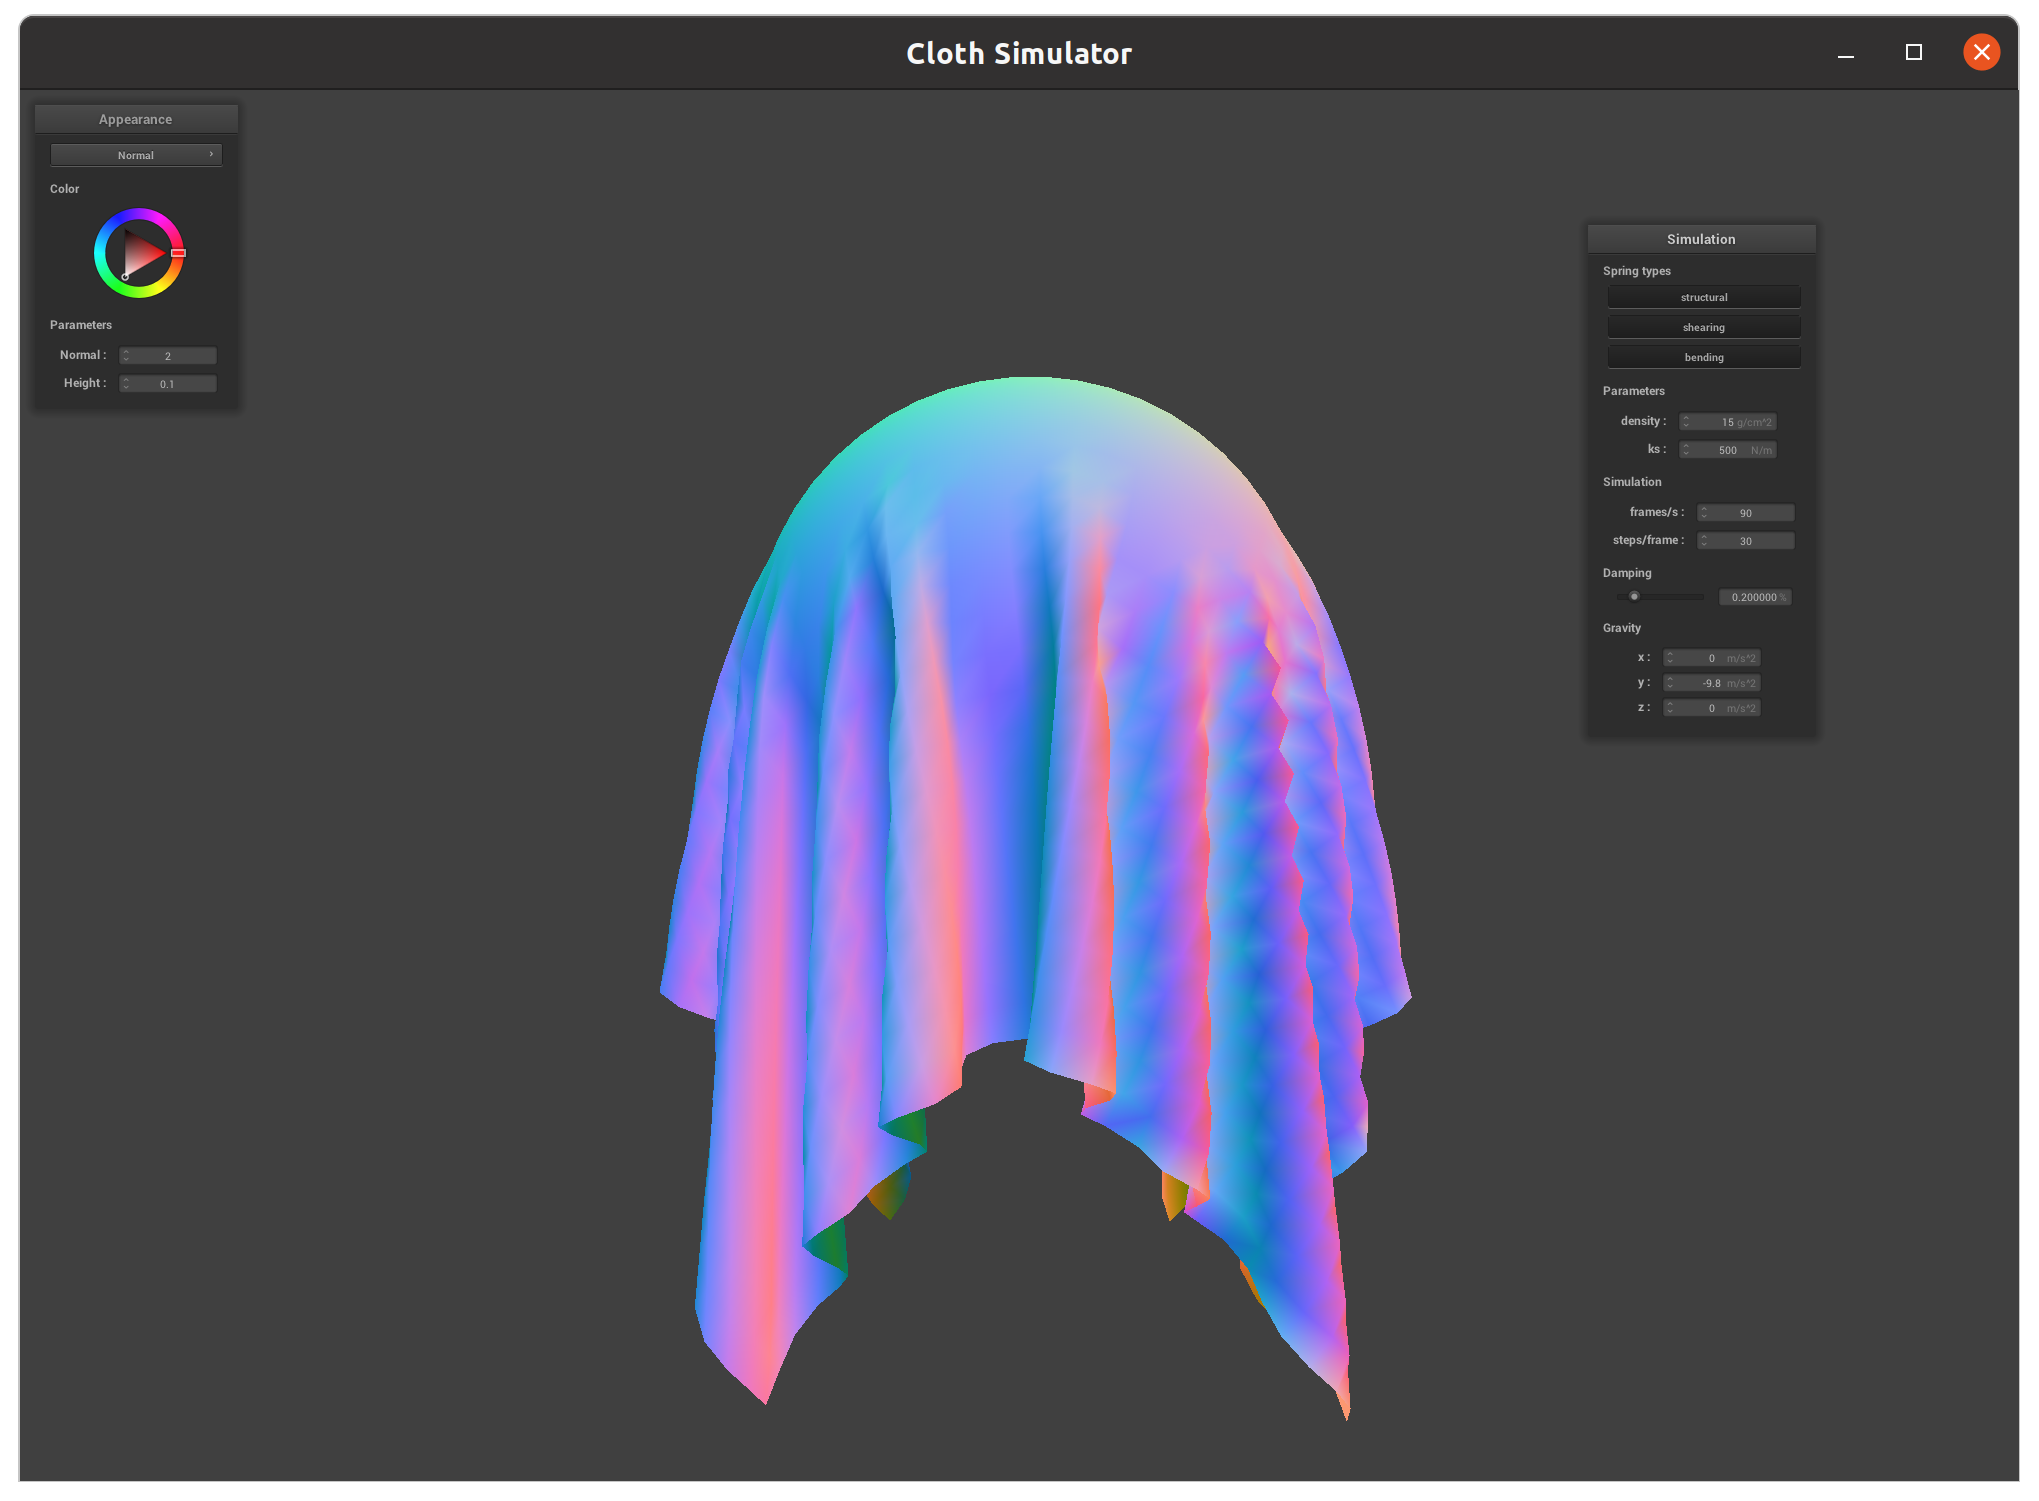 Cloth Simulator
Appearance
Normal
Color
Parameters
Normal : 2
Height : 0.1
Simulation
Spring types
structural
shearing
bending
Parameters
density : 15 g/cm^2
ks : 500 N/m
Simulation
frames/s : 90
steps/frame : 30
Damping
0.200000 %
Gravity
x : 0 m/s^2
y : -9.8 m/s^2
z : 0 m/s^2